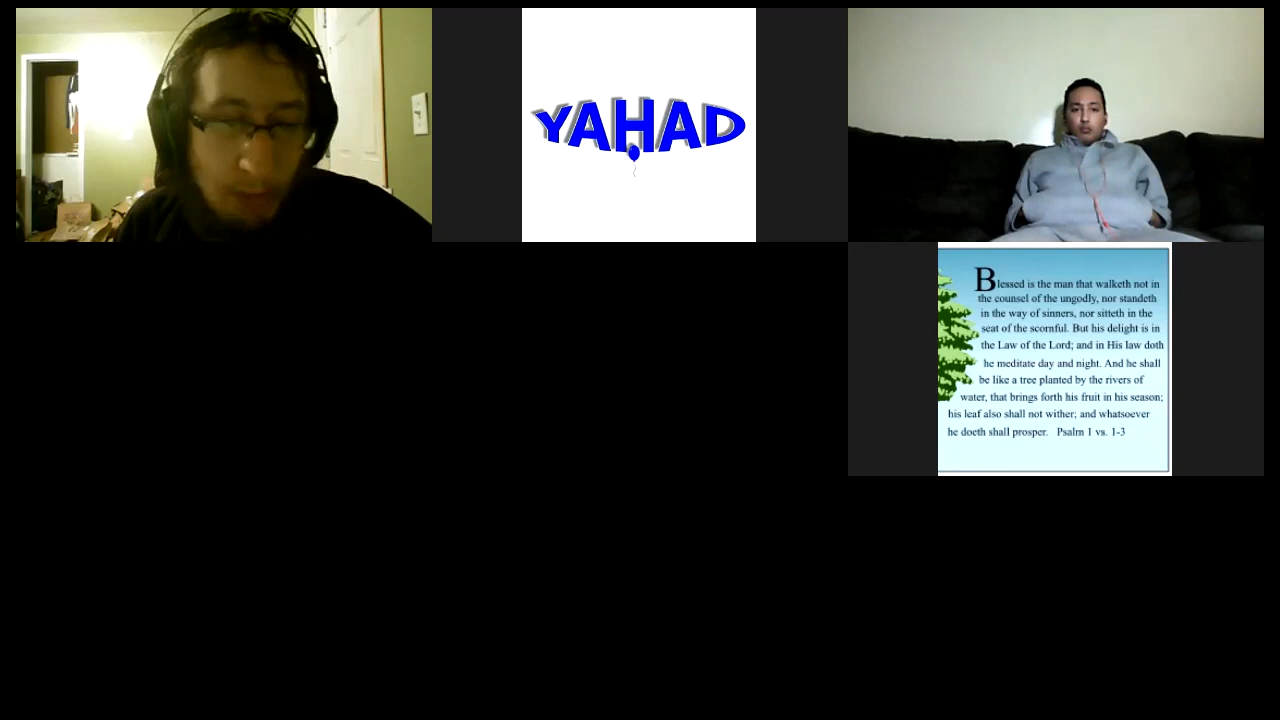 YAHAD
Blessed is the man that walketh not in
the counsel of the ungodly, nor standeth
in the way of sinners, nor sitteth in the
seat of the scornful. But his delight is in
the Law of the Lord; and in His law doth
he meditate day and night. And he shall
be like a tree planted by the rivers of
water, that brings forth his fruit in his season;
his leaf also shall not wither; and whatsoever
he doeth shall prosper. Psalm 1 vs. 1-3